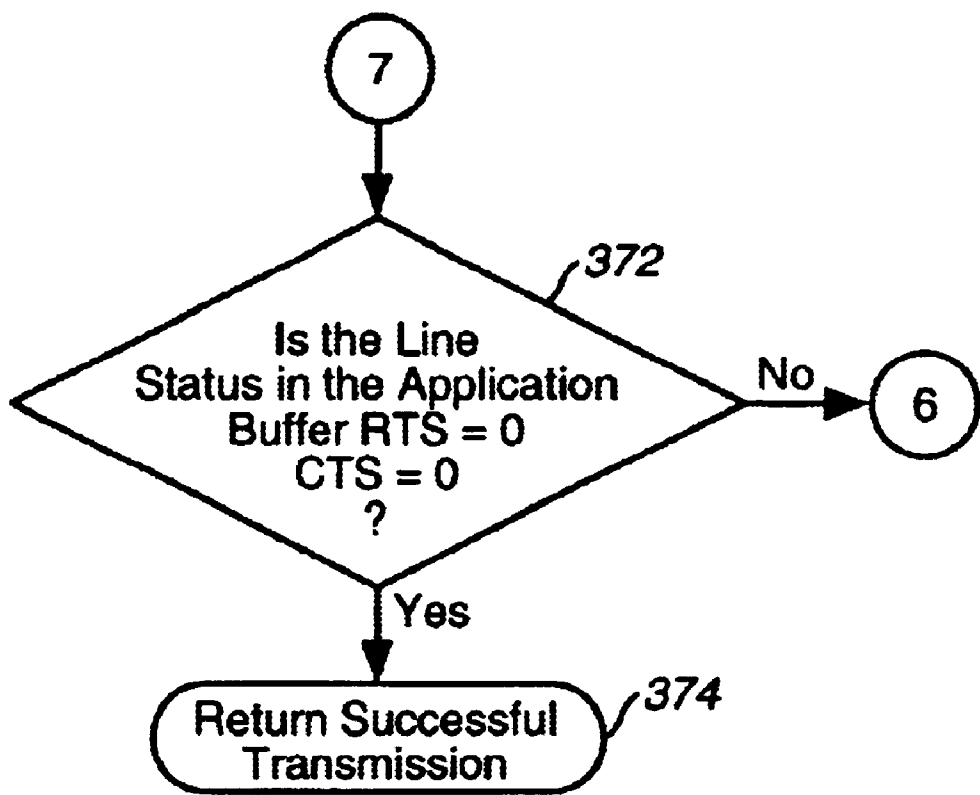 7
372
Is the Line
Status in the Application
Buffer RTS = 0
CTS = 0
?
No
6
Yes
Return Successful
Transmission
374